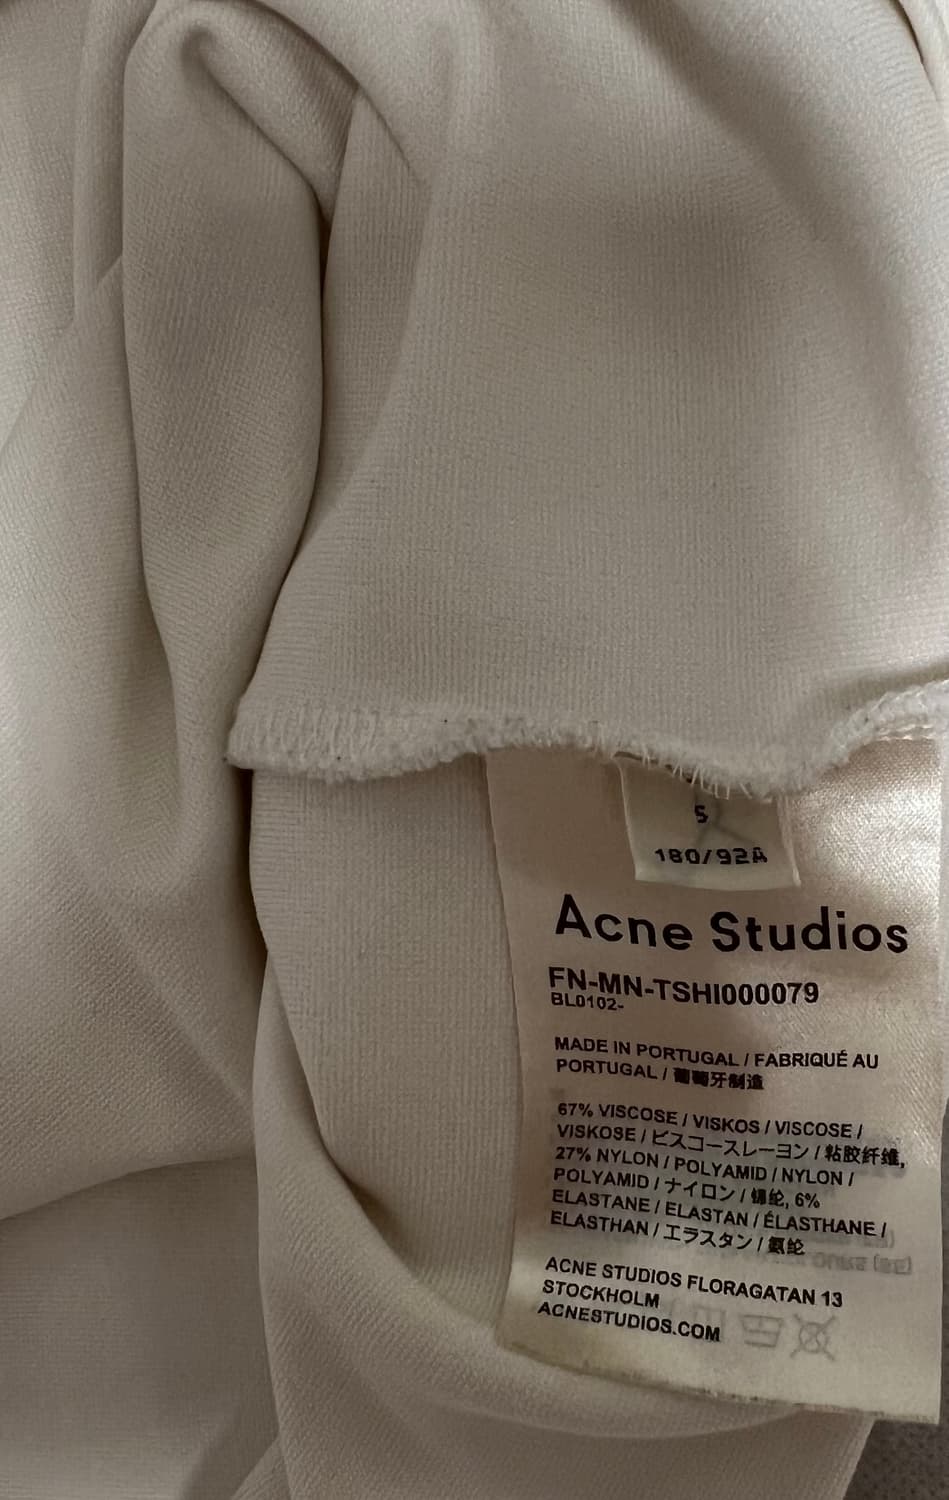 S
180/92A
Acne Studios
FN-MN-TSHI000079
BL0102-
MADE IN PORTUGAL / FABRIQUÉ AU
PORTUGAL / 葡萄牙制造
67% VISCOSE / VISKOS / VISCOSE /
VISKOSE / ビスコースレーヨン / 粘胶纤维,
27% NYLON / POLYAMID / NYLON /
POLYAMID / ナイロン / 锦纶, 6%
ELASTANE / ELASTAN / ÉLASTHANE /
ELASTHAN / エラスタン / 氨纶
ACNE STUDIOS FLORAGATAN 13
STOCKHOLM
ACNESTUDIOS.COM